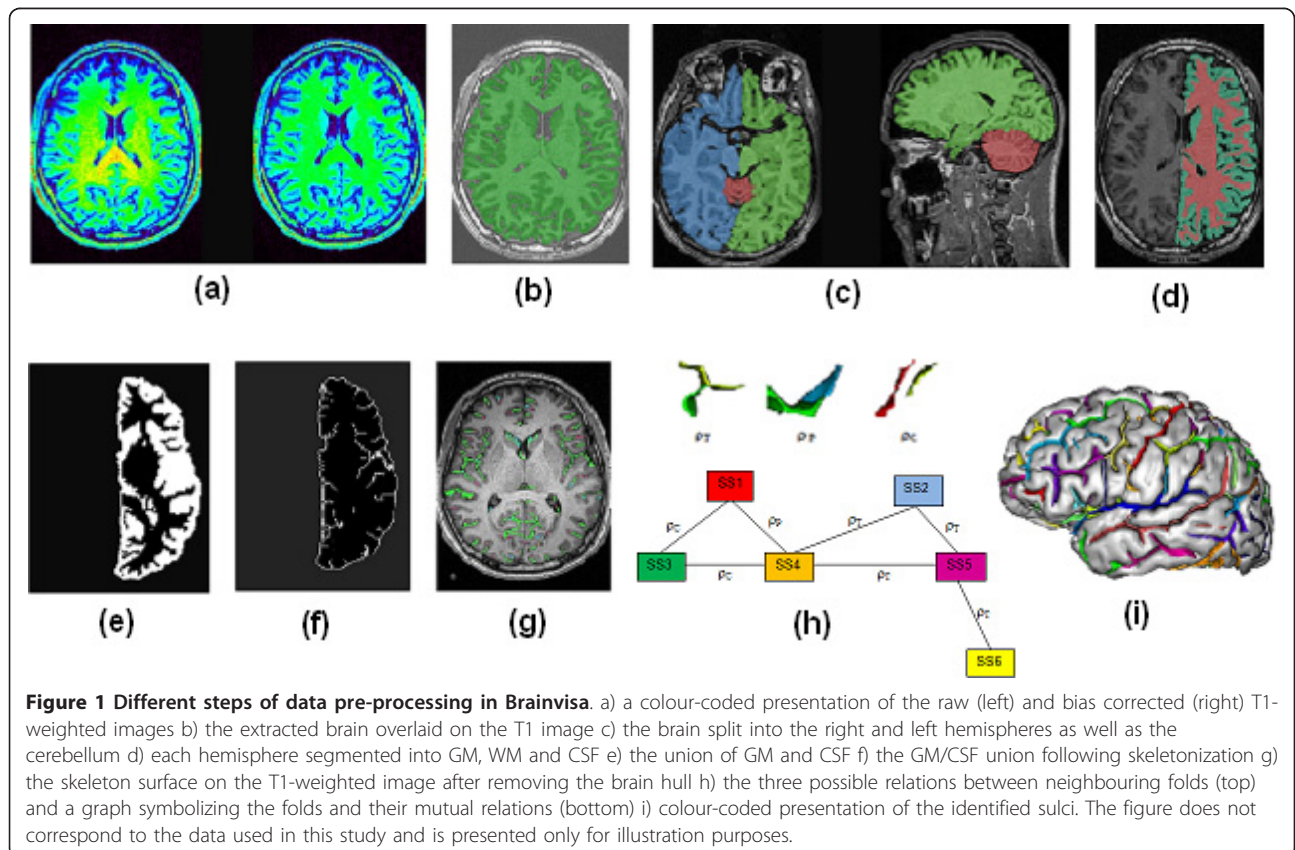 (a)
(b)
(c)
(d)
ρT
ρP
ρC
SS1
SS2
ρC
ρP
ρT
ρT
SS3
SS4
SS5
ρC
ρC
ρC
SS6
(e)
(f)
(g)
(h)
(i)
Figure 1 Different steps of data pre-processing in Brainvisa. a) a colour-coded presentation of the raw (left) and bias corrected (right) T1-
weighted images b) the extracted brain overlaid on the T1 image c) the brain split into the right and left hemispheres as well as the
cerebellum d) each hemisphere segmented into GM, WM and CSF e) the union of GM and CSF f) the GM/CSF union following skeletonization g)
the skeleton surface on the T1-weighted image after removing the brain hull h) the three possible relations between neighbouring folds (top)
and a graph symbolizing the folds and their mutual relations (bottom) i) colour-coded presentation of the identified sulci. The figure does not
correspond to the data used in this study and is presented only for illustration purposes.